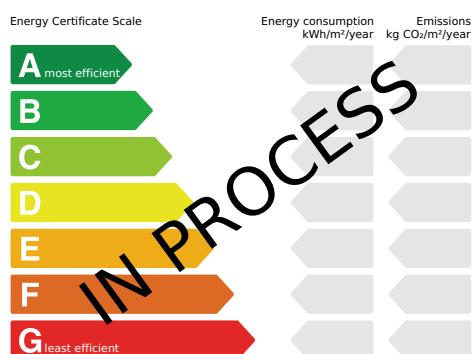 Energy Certificate Scale
Energy consumption
kWh/m²/year
Emissions
kg CO₂/m²/year
A most efficient
B
C
D
E
F
G least efficient
IN PROCESS